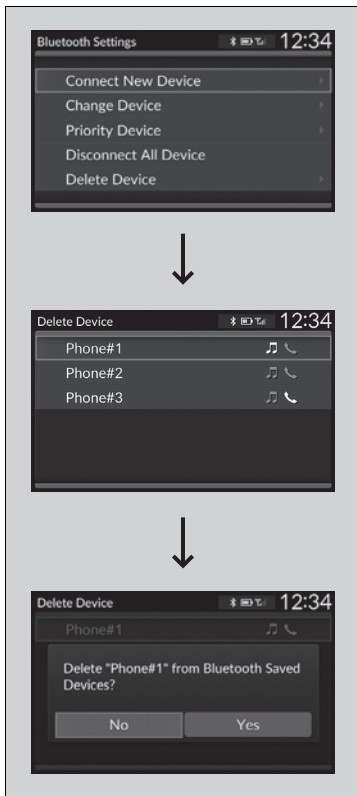 Bluetooth Settings 12:34
Connect New Device
Change Device
Priority Device
Disconnect All Device
Delete Device
Delete Device 12:34
Phone#1
Phone#2
Phone#3
Delete Device 12:34
Phone#1
Delete "Phone#1" from Bluetooth Saved
Devices?
No Yes